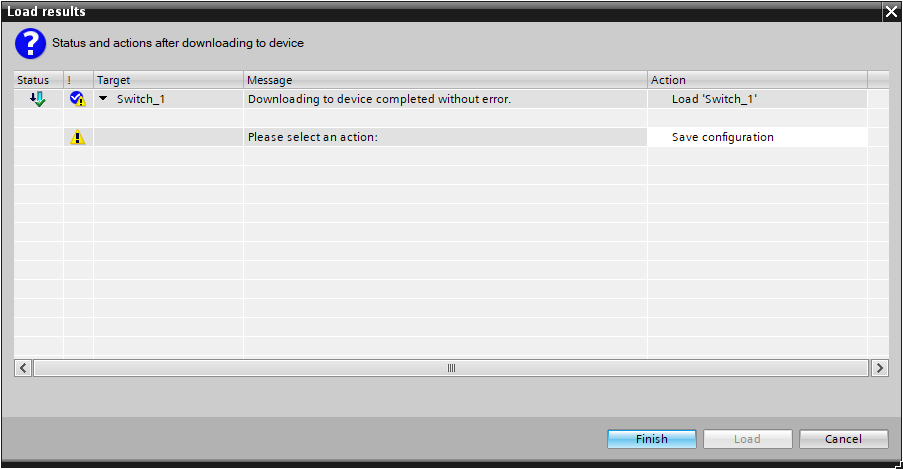 Load results
?
Status and actions after downloading to device
Status ! Target Message Action
Switch_1 Downloading to device completed without error. Load 'Switch_1'
Please select an action: Save configuration
Finish Load Cancel